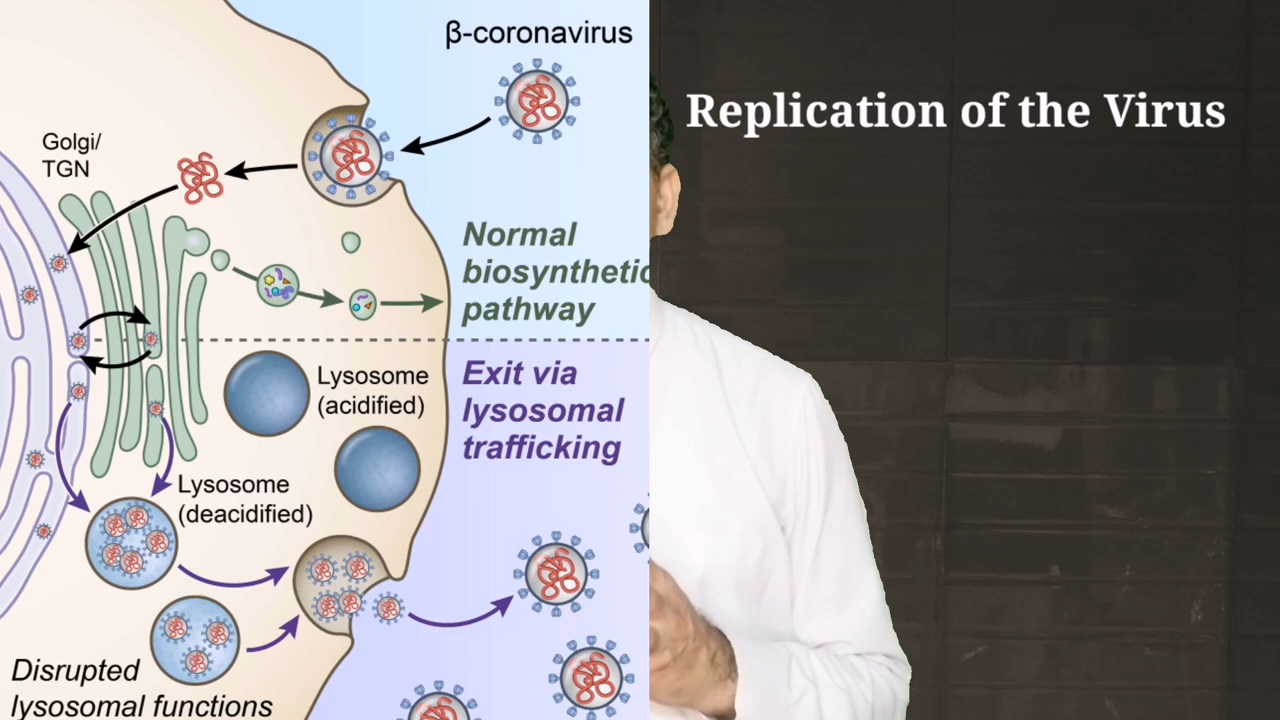 β-coronavirus
Replication of the Virus
Golgi/
TGN
Normal
biosynthetic
pathway
Exit via
lysosomal
trafficking
Lysosome
(acidified)
Lysosome
(deacidified)
Disrupted
lysosomal functions